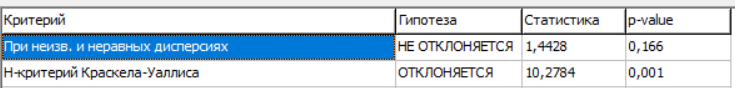 Критерий Гипотеза Статистика p-value
При неизв. и неравных дисперсиях НЕ ОТКЛОНЯЕТСЯ 1,4428 0,166
Н-критерий Краскела-Уаллиса ОТКЛОНЯЕТСЯ 10,2784 0,001